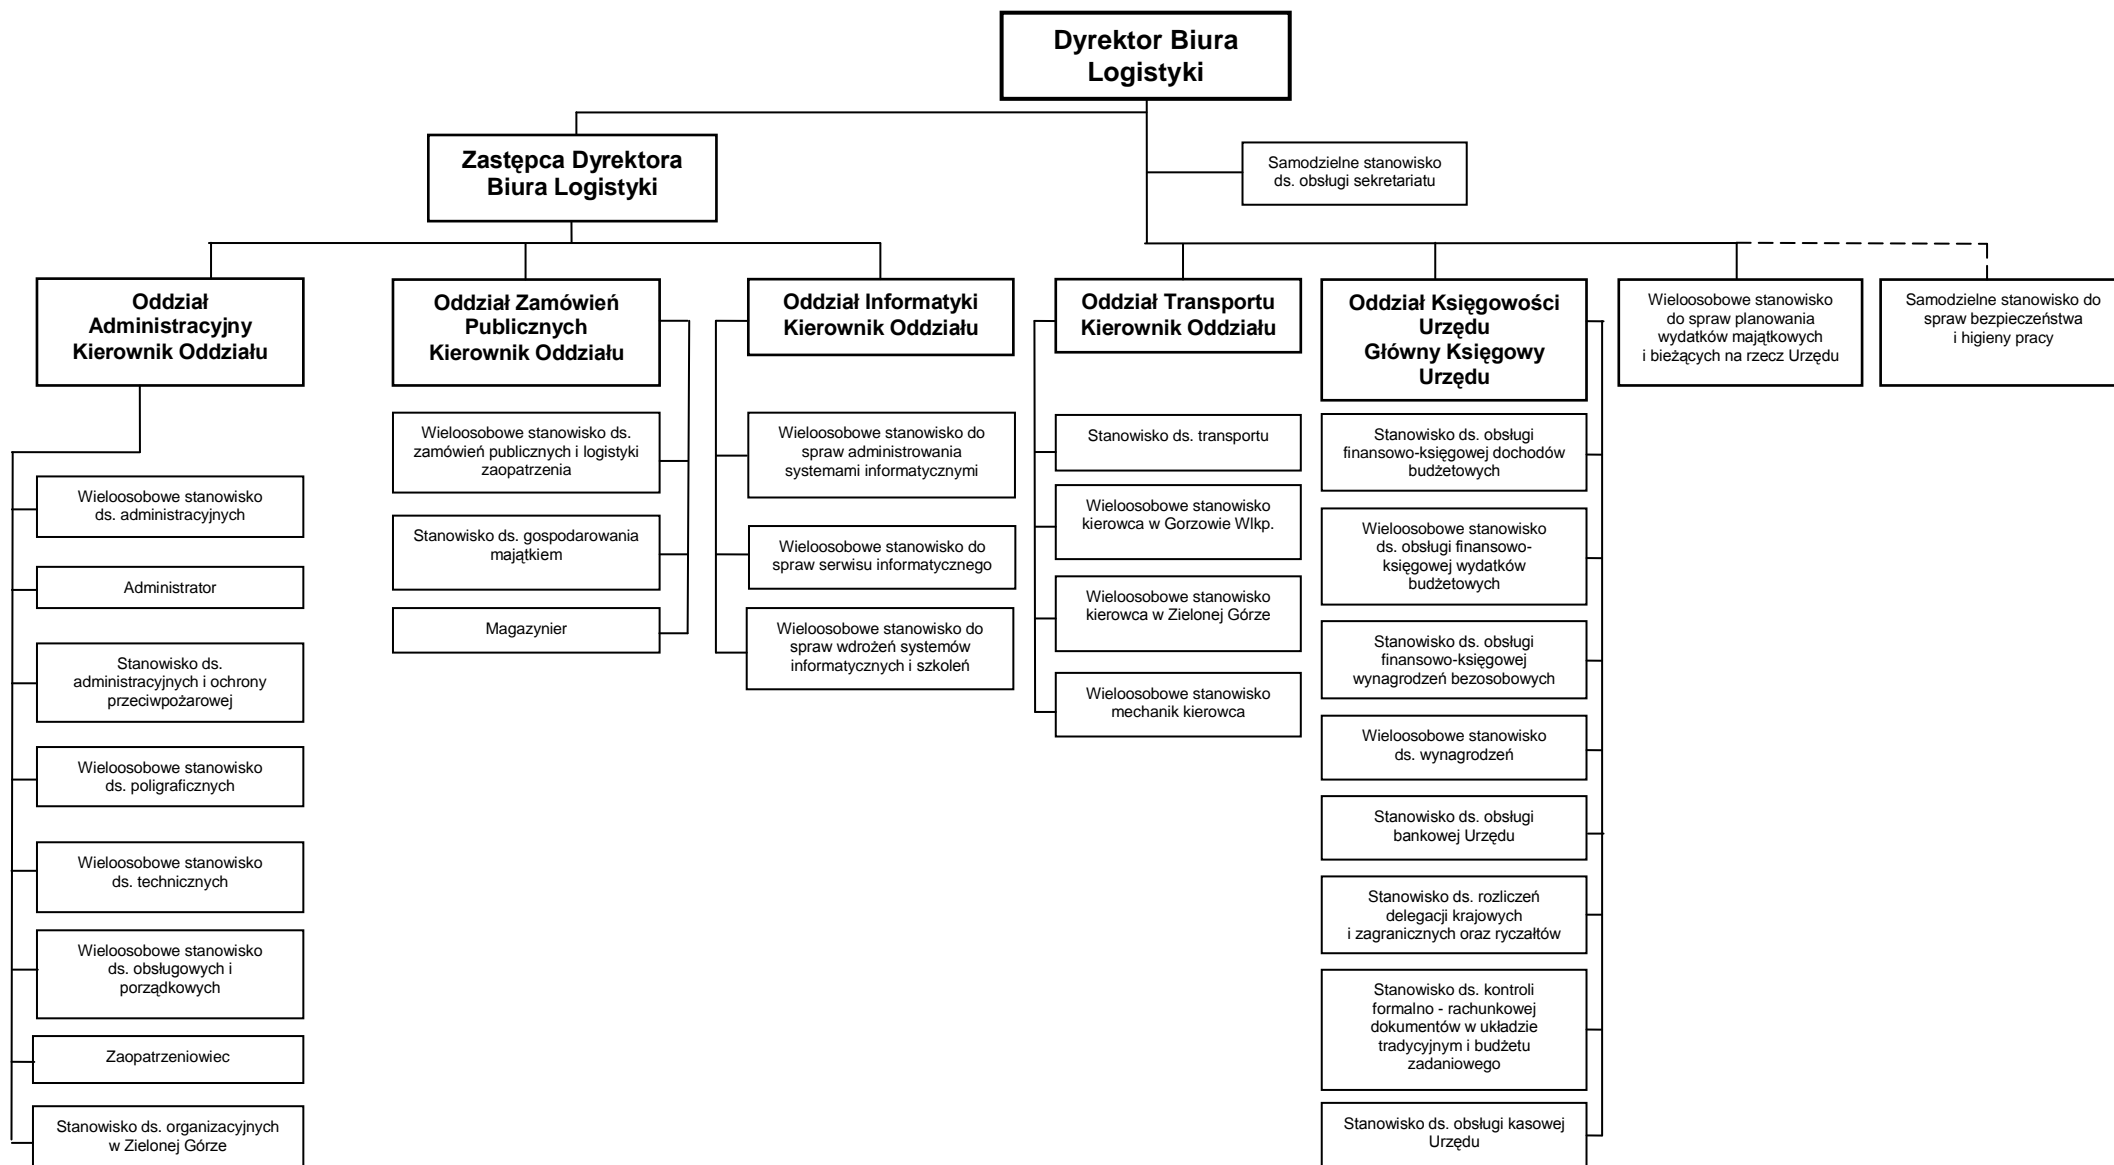 Dyrektor Biura
Logistyki
Zastępca Dyrektora
Biura Logistyki
Samodzielne stanowisko
ds. obsługi sekretariatu
Oddział
Administracyjny
Kierownik Oddziału
Oddział Zamówień
Publicznych
Kierownik Oddziału
Oddział Informatyki
Kierownik Oddziału
Oddział Transportu
Kierownik Oddziału
Oddział Księgowości
Urzędu
Główny Księgowy
Urzędu
Wieloosobowe stanowisko
do spraw planowania
wydatków majątkowych
i bieżących na rzecz Urzędu
Samodzielne stanowisko do
spraw bezpieczeństwa
i higieny pracy
Wieloosobowe stanowisko
ds. administracyjnych
Administrator
Stanowisko ds.
administracyjnych i ochrony
przeciwpożarowej
Wieloosobowe stanowisko
ds. poligraficznych
Wieloosobowe stanowisko
ds. technicznych
Wieloosobowe stanowisko
ds. obsługowych i
porządkowych
Zaopatrzeniowiec
Stanowisko ds. organizacyjnych
w Zielonej Górze
Wieloosobowe stanowisko ds.
zamówień publicznych i logistyki
zaopatrzenia
Stanowisko ds. gospodarowania
majątkiem
Magazynier
Wieloosobowe stanowisko do
spraw administrowania
systemami informatycznymi
Wieloosobowe stanowisko do
spraw serwisu informatycznego
Wieloosobowe stanowisko do
spraw wdrożeń systemów
informatycznych i szkoleń
Stanowisko ds. transportu
Wieloosobowe stanowisko
kierowca w Gorzowie Wlkp.
Wieloosobowe stanowisko
kierowca w Zielonej Górze
Wieloosobowe stanowisko
mechanik kierowca
Stanowisko ds. obsługi
finansowo-księgowej dochodów
budżetowych
Wieloosobowe stanowisko
ds. obsługi finansowo-
księgowej wydatków
budżetowych
Stanowisko ds. obsługi
finansowo-księgowej
wynagrodzeń bezosobowych
Wieloosobowe stanowisko
ds. wynagrodzeń
Stanowisko ds. obsługi
bankowej Urzędu
Stanowisko ds. rozliczeń
delegacji krajowych
i zagranicznych oraz ryczałtów
Stanowisko ds. kontroli
formalno - rachunkowej
dokumentów w układzie
tradycyjnym i budżetu
zadaniowego
Stanowisko ds. obsługi kasowej
Urzędu